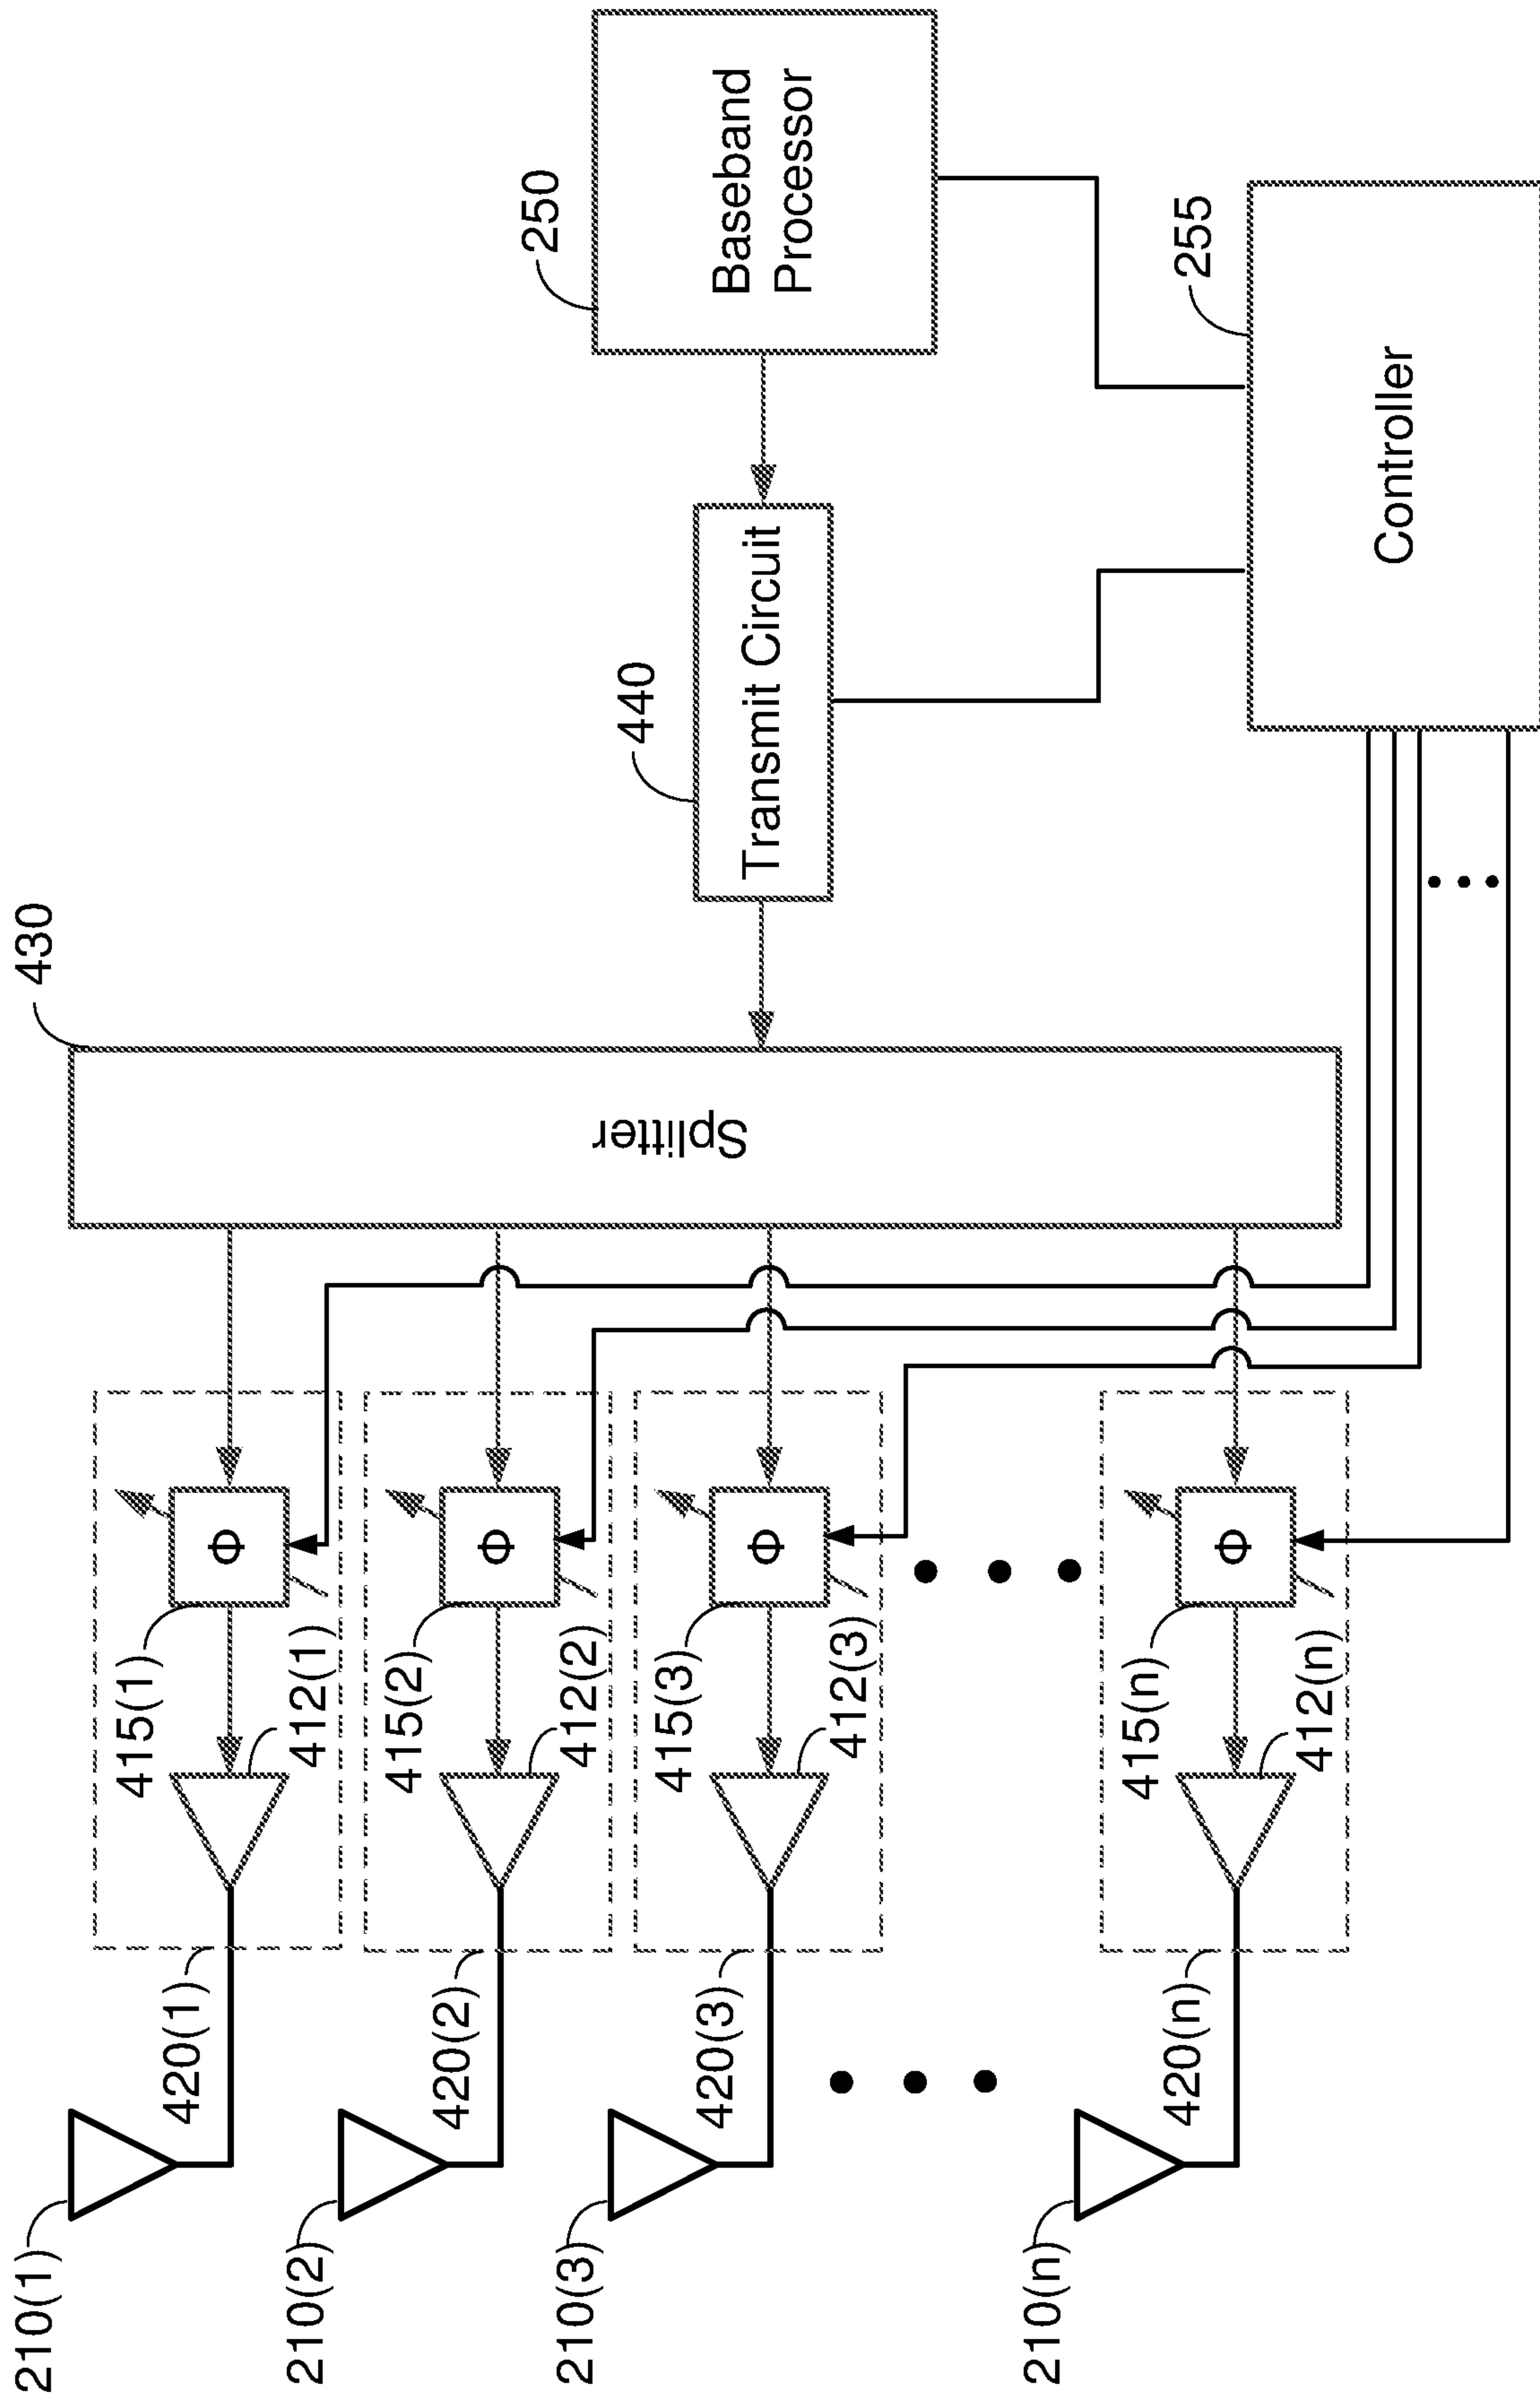 210(1)
420(1)
415(1)
Φ
412(1)
430
Splitter
210(2)
420(2)
415(2)
Φ
412(2)
440
Transmit Circuit
250
Baseband
Processor
210(3)
420(3)
415(3)
Φ
412(3)
210(n)
420(n)
415(n)
Φ
412(n)
255
Controller